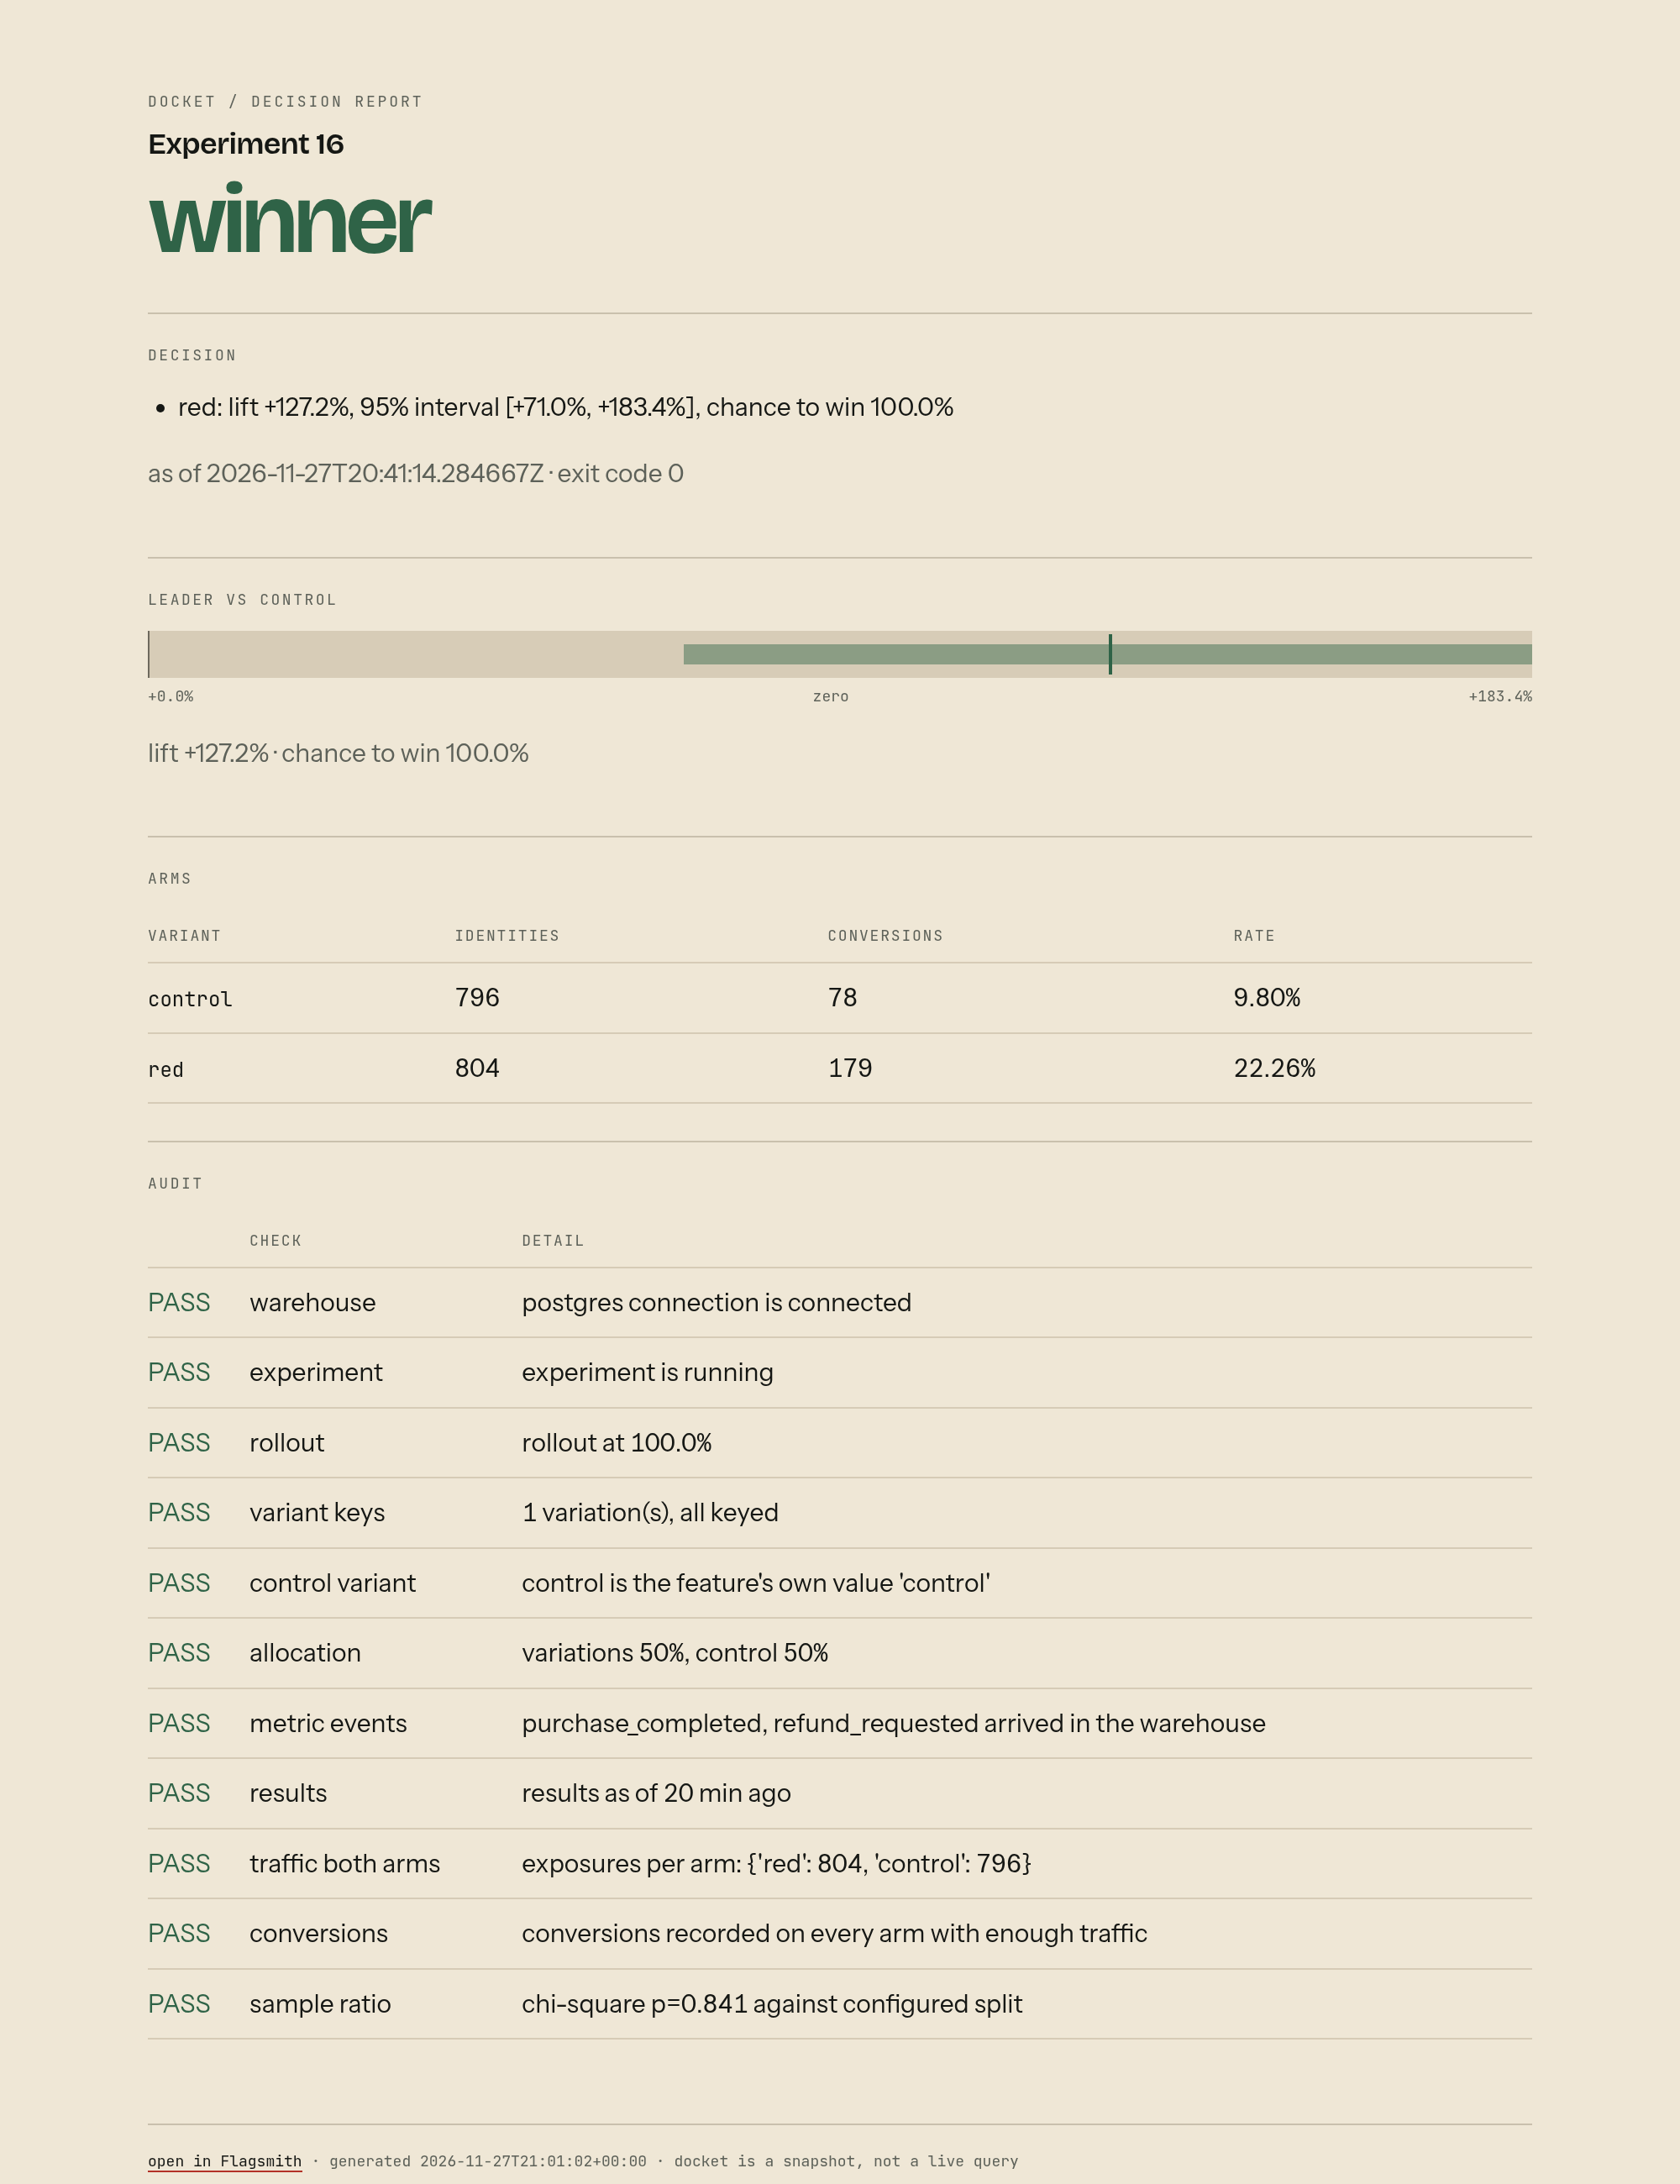 DOCKET / DECISION REPORT
Experiment 16
winner
DECISION
• red: lift +127.2%, 95% interval [+71.0%, +183.4%], chance to win 100.0%
as of 2026-11-27T20:41:14.284667Z · exit code 0
LEADER VS CONTROL
+0.0% zero +183.4%
lift +127.2% · chance to win 100.0%
ARMS
VARIANT IDENTITIES CONVERSIONS RATE
control 796 78 9.80%
red 804 179 22.26%
AUDIT
CHECK DETAIL
PASS warehouse postgres connection is connected
PASS experiment experiment is running
PASS rollout rollout at 100.0%
PASS variant keys 1 variation(s), all keyed
PASS control variant control is the feature's own value 'control'
PASS allocation variations 50%, control 50%
PASS metric events purchase_completed, refund_requested arrived in the warehouse
PASS results results as of 20 min ago
PASS traffic both arms exposures per arm: {'red': 804, 'control': 796}
PASS conversions conversions recorded on every arm with enough traffic
PASS sample ratio chi-square p=0.841 against configured split
open in Flagsmith · generated 2026-11-27T21:01:02+00:00 · docket is a snapshot, not a live query